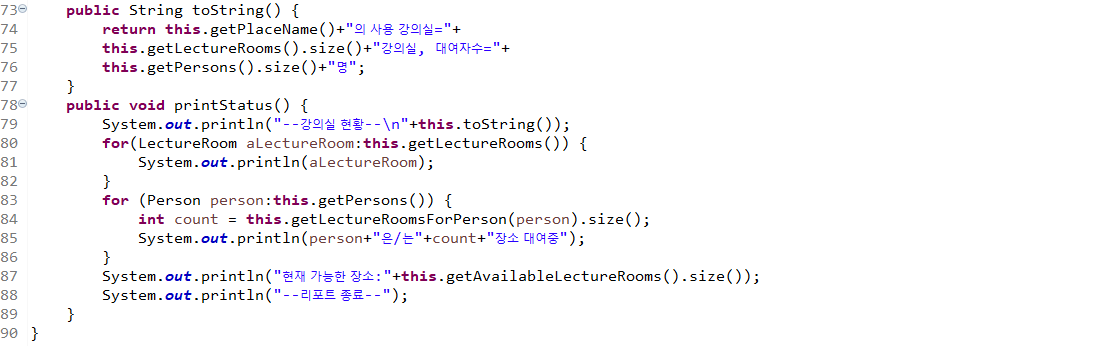 73 public String toString() {
74 return this.getPlaceName()+"의 사용 강의실="+
75 this.getLectureRooms().size()+"강의실, 대여자수="+
76 this.getPersons().size()+"명";
77 }
78 public void printStatus() {
79 System.out.println("--강의실 현황--\n"+this.toString());
80 for(LectureRoom aLectureRoom:this.getLectureRooms()) {
81 System.out.println(aLectureRoom);
82 }
83 for (Person person:this.getPersons()) {
84 int count = this.getLectureRoomsForPerson(person).size();
85 System.out.println(person+"은/는"+count+"장소 대여중");
86 }
87 System.out.println("현재 가능한 장소:"+this.getAvailableLectureRooms().size());
88 System.out.println("--리포트 종료--");
89 }
90 }